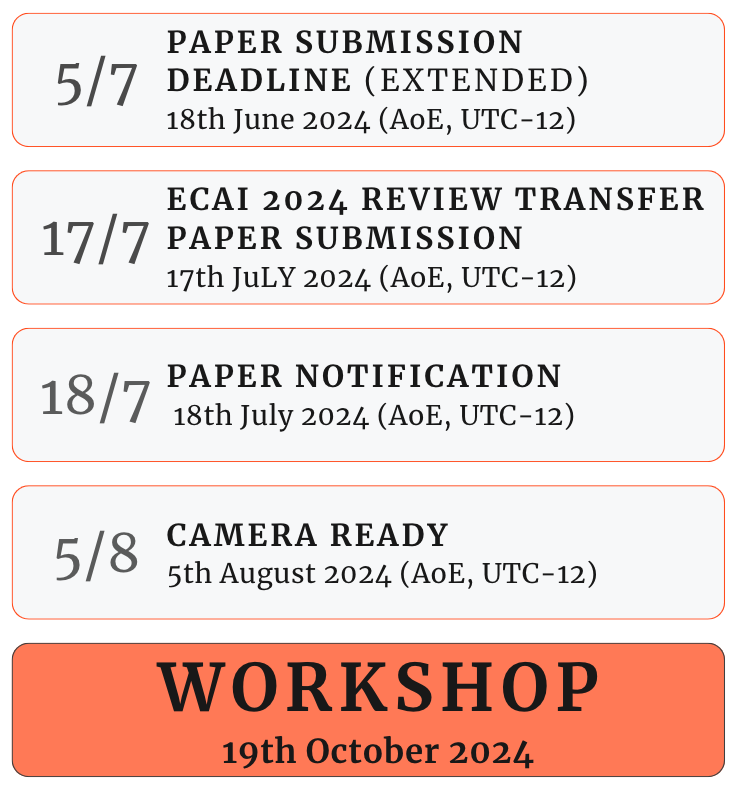 5/7
PAPER SUBMISSION
DEADLINE (EXTENDED)
18th June 2024 (AoE, UTC-12)
17/7
ECAI 2024 REVIEW TRANSFER
PAPER SUBMISSION
17th JuLY 2024 (AoE, UTC-12)
18/7
PAPER NOTIFICATION
18th July 2024 (AoE, UTC-12)
5/8
CAMERA READY
5th August 2024 (AoE, UTC-12)
WORKSHOP
19th October 2024